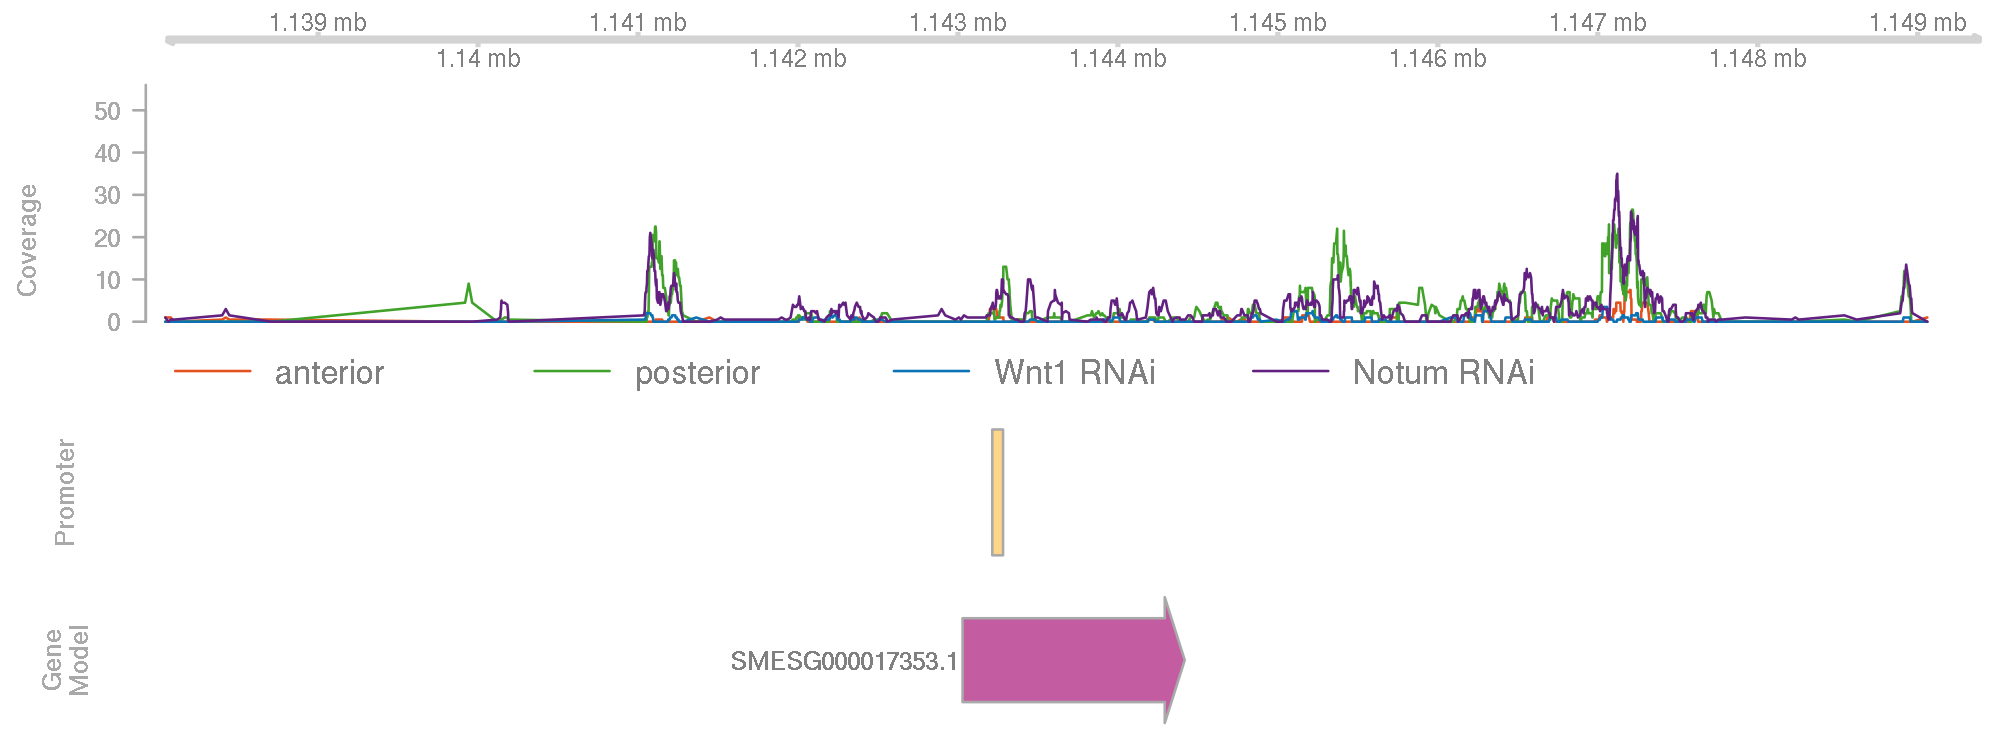 1.139 mb 1.141 mb 1.143 mb 1.145 mb 1.147 mb 1.149 mb
1.14 mb 1.142 mb 1.144 mb 1.146 mb 1.148 mb
Coverage
50
40
30
20
10
0
anterior posterior Wnt1 RNAi Notum RNAi
Promoter
Gene
Model
SMESG000017353.1